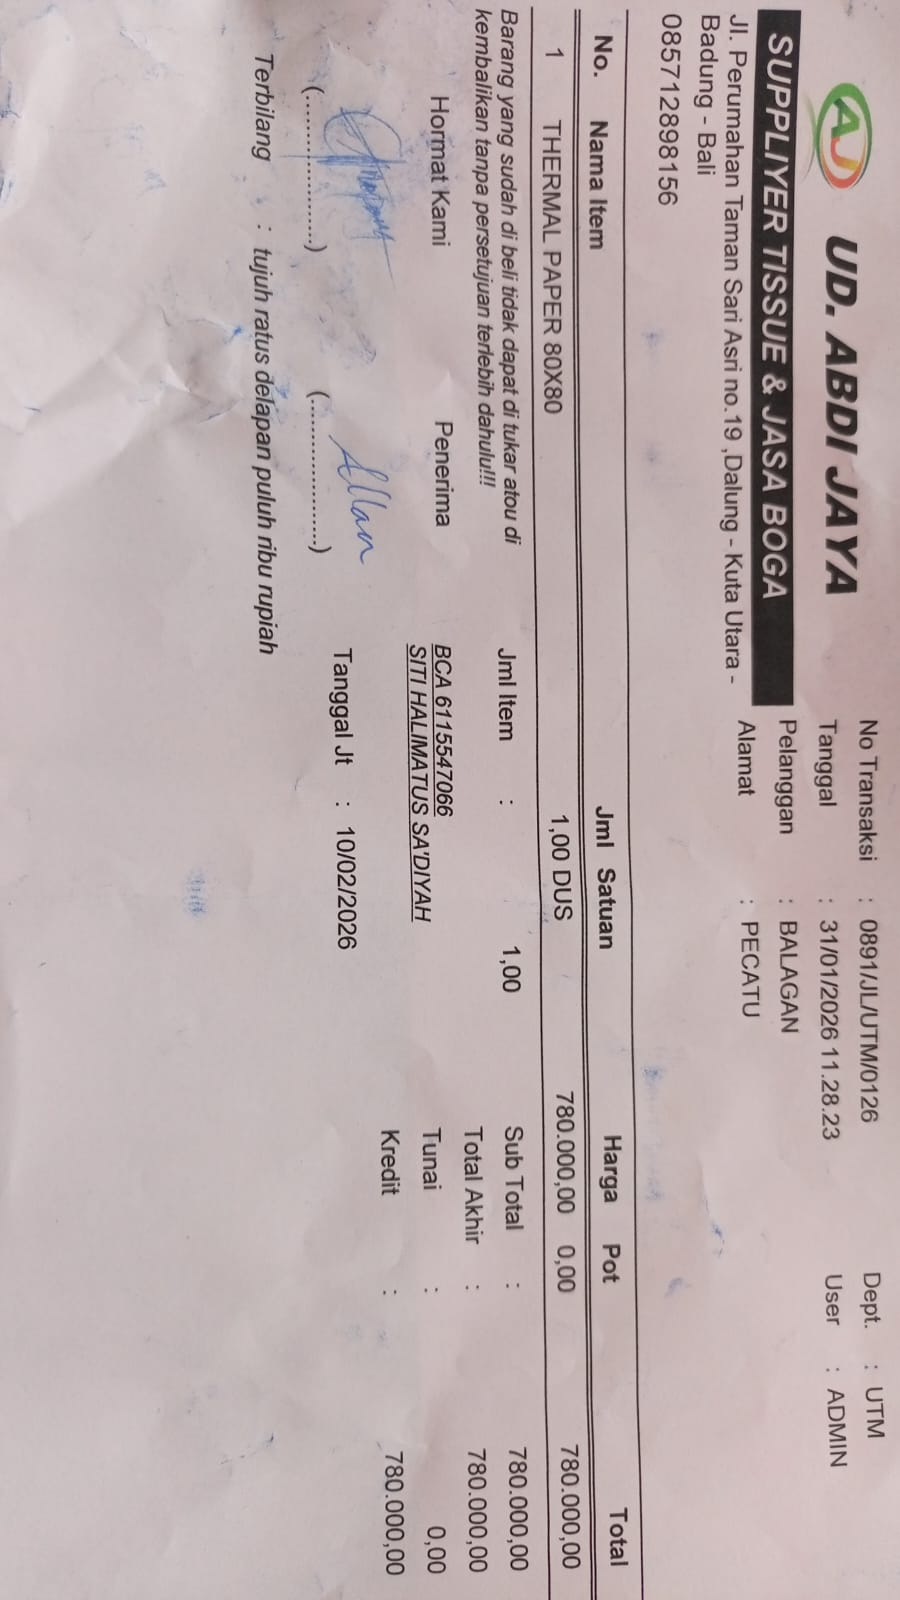 AJ UD. ABDI JAYA
SUPPLIYER TISSUE & JASA BOGA
Jl. Perumahan Taman Sari Asri no.19 ,Dalung - Kuta Utara -
Badung - Bali
085712898156
No Transaksi : 0891/JL/UTM/0126 Dept. : UTM
Tanggal : 31/01/2026 11.28.23 User : ADMIN
Pelanggan : BALAGAN
Alamat : PECATU
No. Nama Item Jml Satuan Harga Pot Total
1 THERMAL PAPER 80X80 1,00 DUS 780.000,00 0,00 780.000,00
Barang yang sudah di beli tidak dapat di tukar atou di
kembalikan tanpa persetujuan terlebih dahulu!!!
Jml Item : 1,00
Sub Total : 780.000,00
Total Akhir : 780.000,00
Tunai : 0,00
Kredit : 780.000,00
Hormat Kami Penerima
BCA 6115547066
SITI HALIMATUS SA'DIYAH
Allan
(..................) (..................)
Tanggal Jt : 10/02/2026
Terbilang : tujuh ratus delapan puluh ribu rupiah